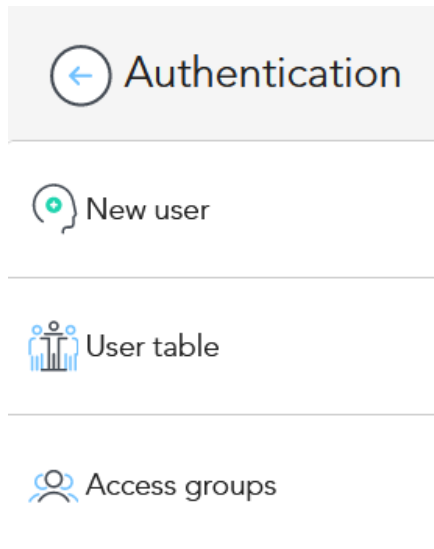 Authentication
New user
User table
Access groups